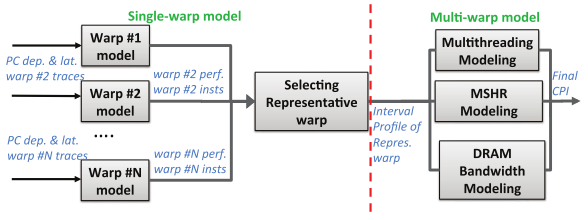 Single-warp model
Multi-warp model
Warp #1
model
PC dep. & lat.
warp #2 traces
warp #2 perf.
warp #2 insts
Warp #2
model
....
PC dep. & lat.
warp #N traces
warp #N perf.
warp #N insts
Warp #N
model
Selecting
Representative
warp
Interval
Profile of
Repres.
warp
Multithreading
Modeling
MSHR
Modeling
DRAM
Bandwidth
Modeling
Final
CPI